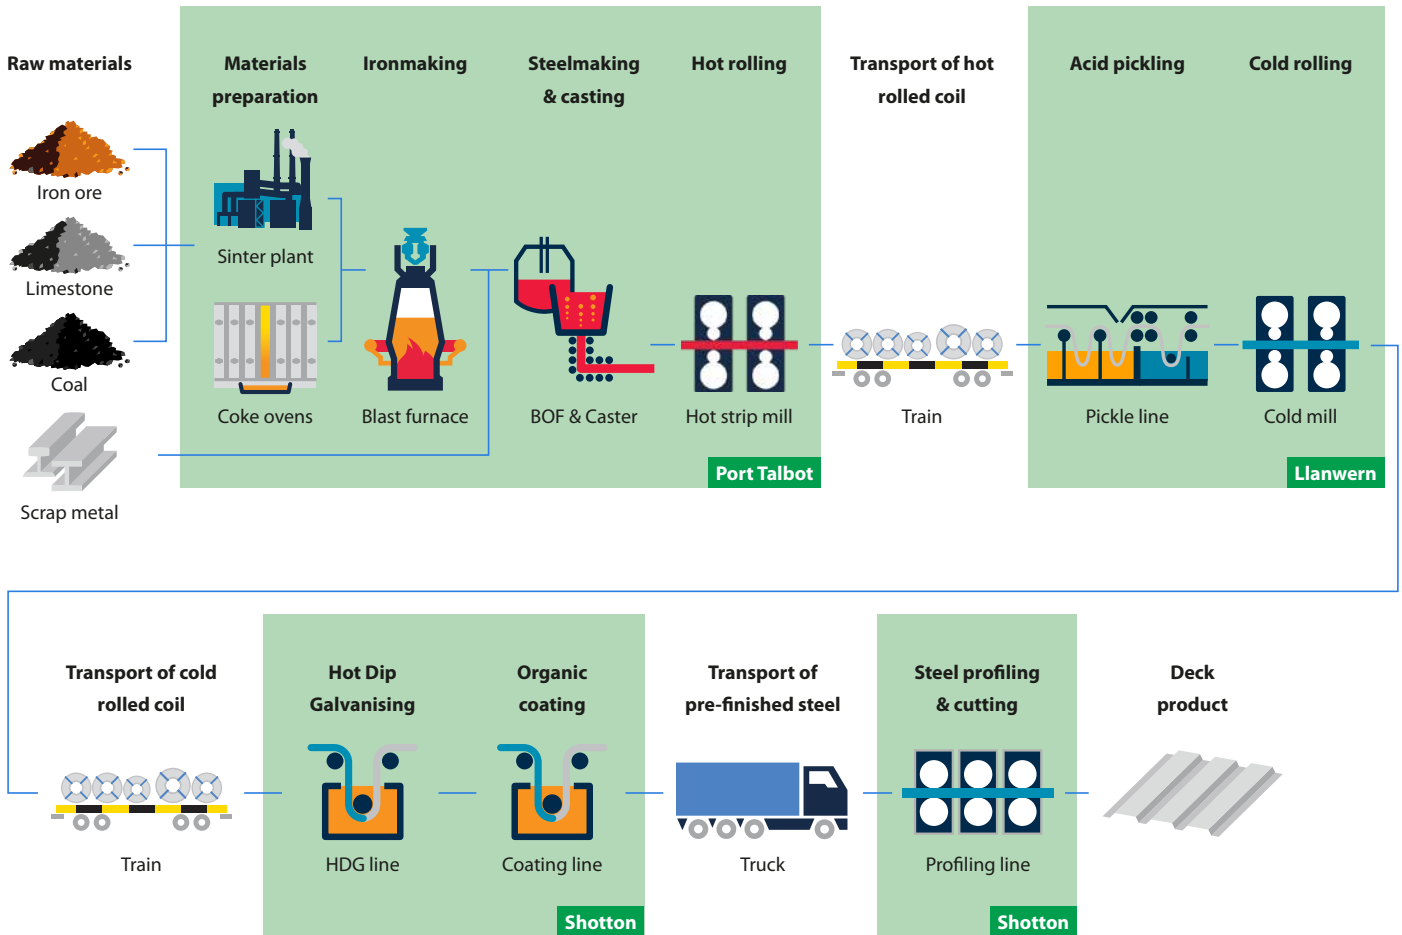 Raw materials
Materials
preparation
Ironmaking
Steelmaking
& casting
Hot rolling
Transport of hot
rolled coil
Acid pickling
Cold rolling
Iron ore
Limestone
Coal
Scrap metal
Sinter plant
Coke ovens
Blast furnace
BOF & Caster
Hot strip mill
Train
Pickle line
Cold mill
Port Talbot
Llanwern
Transport of cold
rolled coil
Hot Dip
Galvanising
Organic
coating
Transport of
pre-finished steel
Steel profiling
& cutting
Deck
product
Train
HDG line
Coating line
Truck
Profiling line
Shotton
Shotton